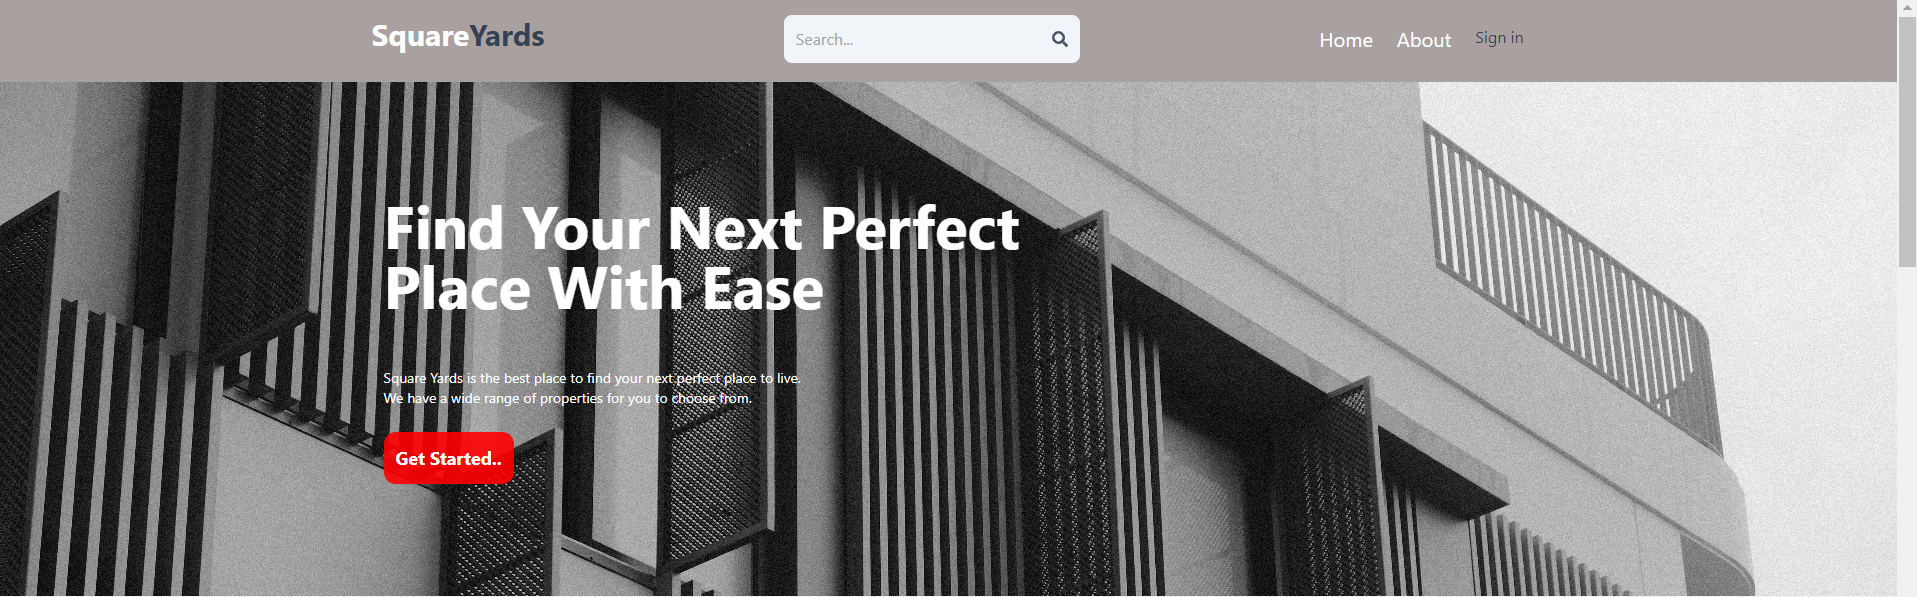 SquareYards
Search...
Home About Sign in
Find Your Next Perfect
Place With Ease
Square Yards is the best place to find your next perfect place to live.
We have a wide range of properties for you to choose from.
Get Started..